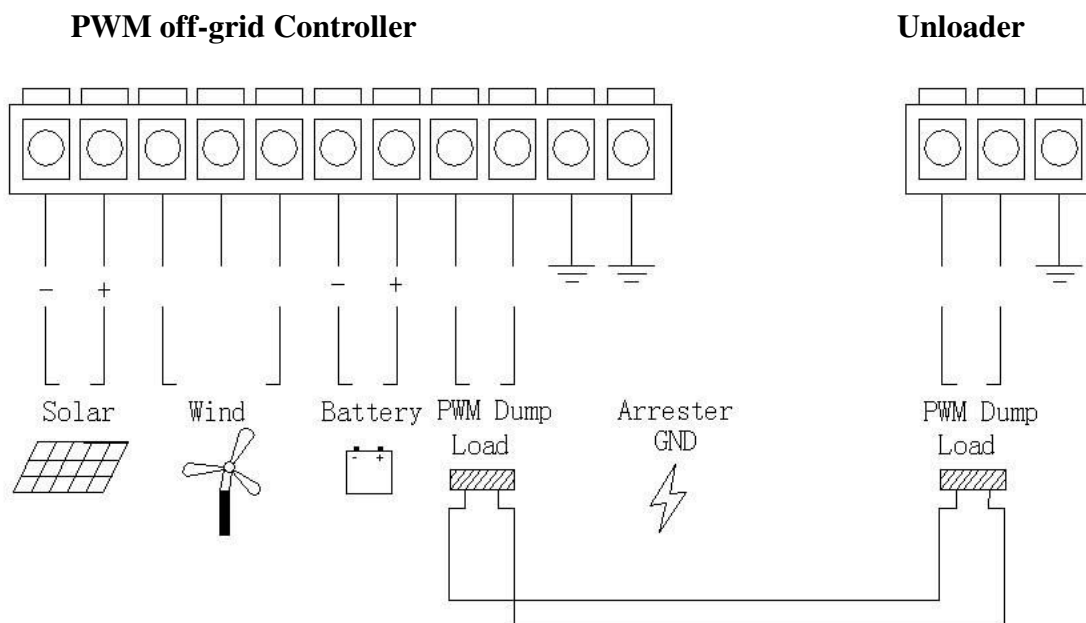 PWM off-grid Controller
Unloader
- +
- +
Solar
Wind
Battery
PWM Dump
Load
Arrester
GND
PWM Dump
Load
- +